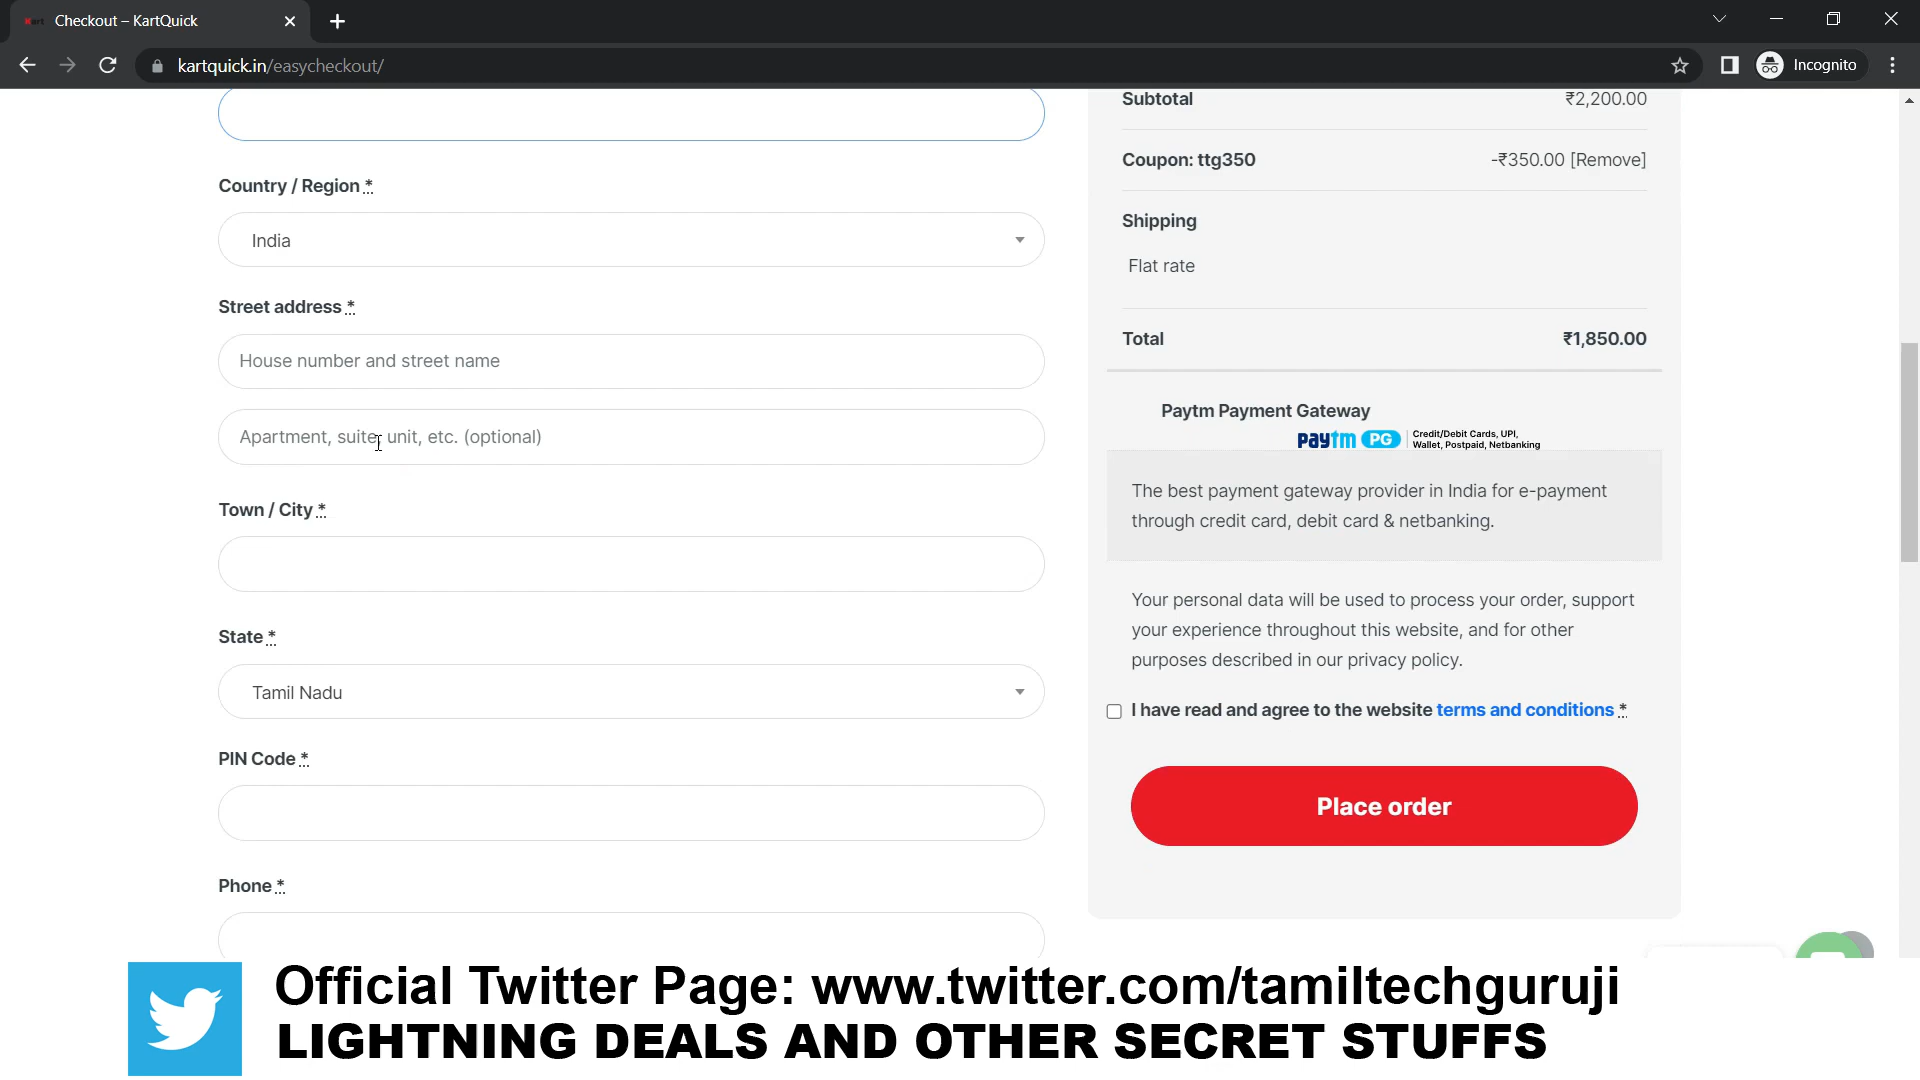 Checkout – KartQuick
kartquick.in/easycheckout/
Incognito
Country / Region *
India
Street address *
House number and street name
Apartment, suite, unit, etc. (optional)
Town / City *
State *
Tamil Nadu
PIN Code *
Phone *
Subtotal ₹2,200.00
Coupon: ttg350 -₹350.00 [Remove]
Shipping
Flat rate
Total ₹1,850.00
Paytm Payment Gateway
paytm PG Credit/Debit Cards, UPI,
Wallet, Postpaid, Netbanking
The best payment gateway provider in India for e-payment
through credit card, debit card & netbanking.
Your personal data will be used to process your order, support
your experience throughout this website, and for other
purposes described in our privacy policy.
I have read and agree to the website terms and conditions *
Place order
Official Twitter Page: www.twitter.com/tamiltechguruji
LIGHTNING DEALS AND OTHER SECRET STUFFS